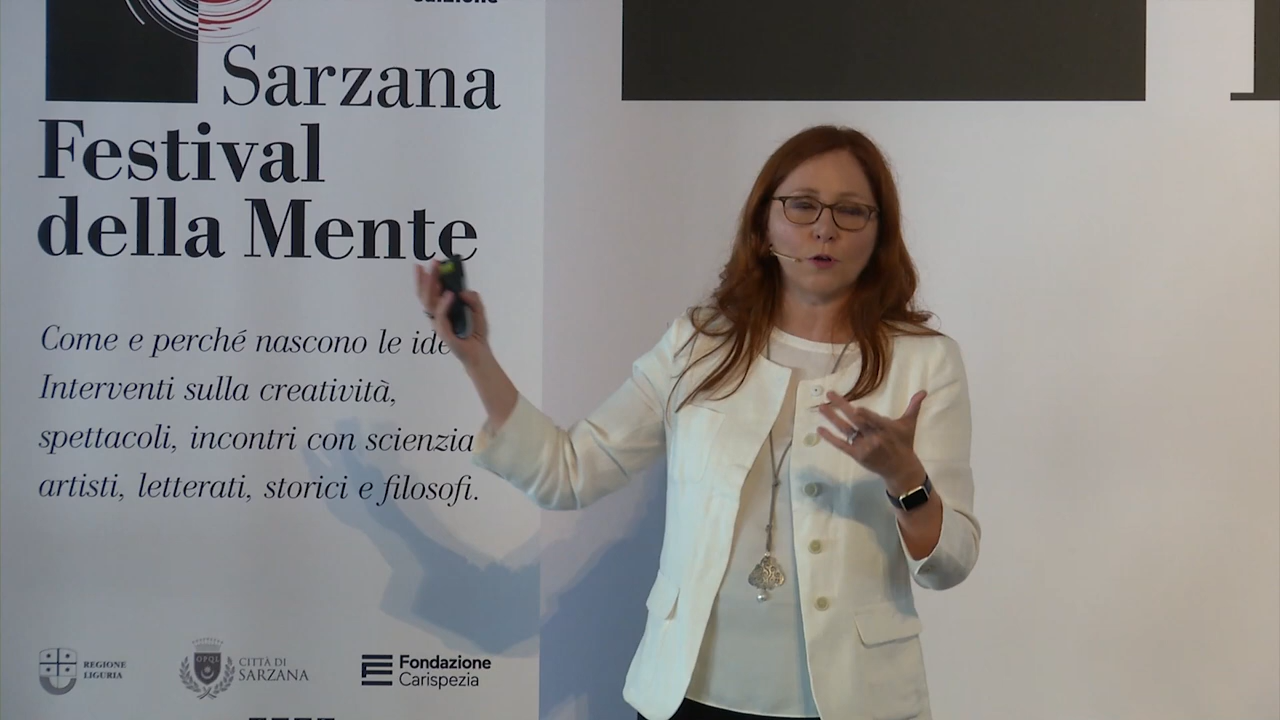 edizione
Sarzana
Festival
della Mente
Come e perché nascono le ide
Interventi sulla creatività,
spettacoli, incontri con scienzia
artisti, letterati, storici e filosofi.
REGIONE
LIGURIA
CITTÀ DI
SARZANA
Fondazione
Carispezia